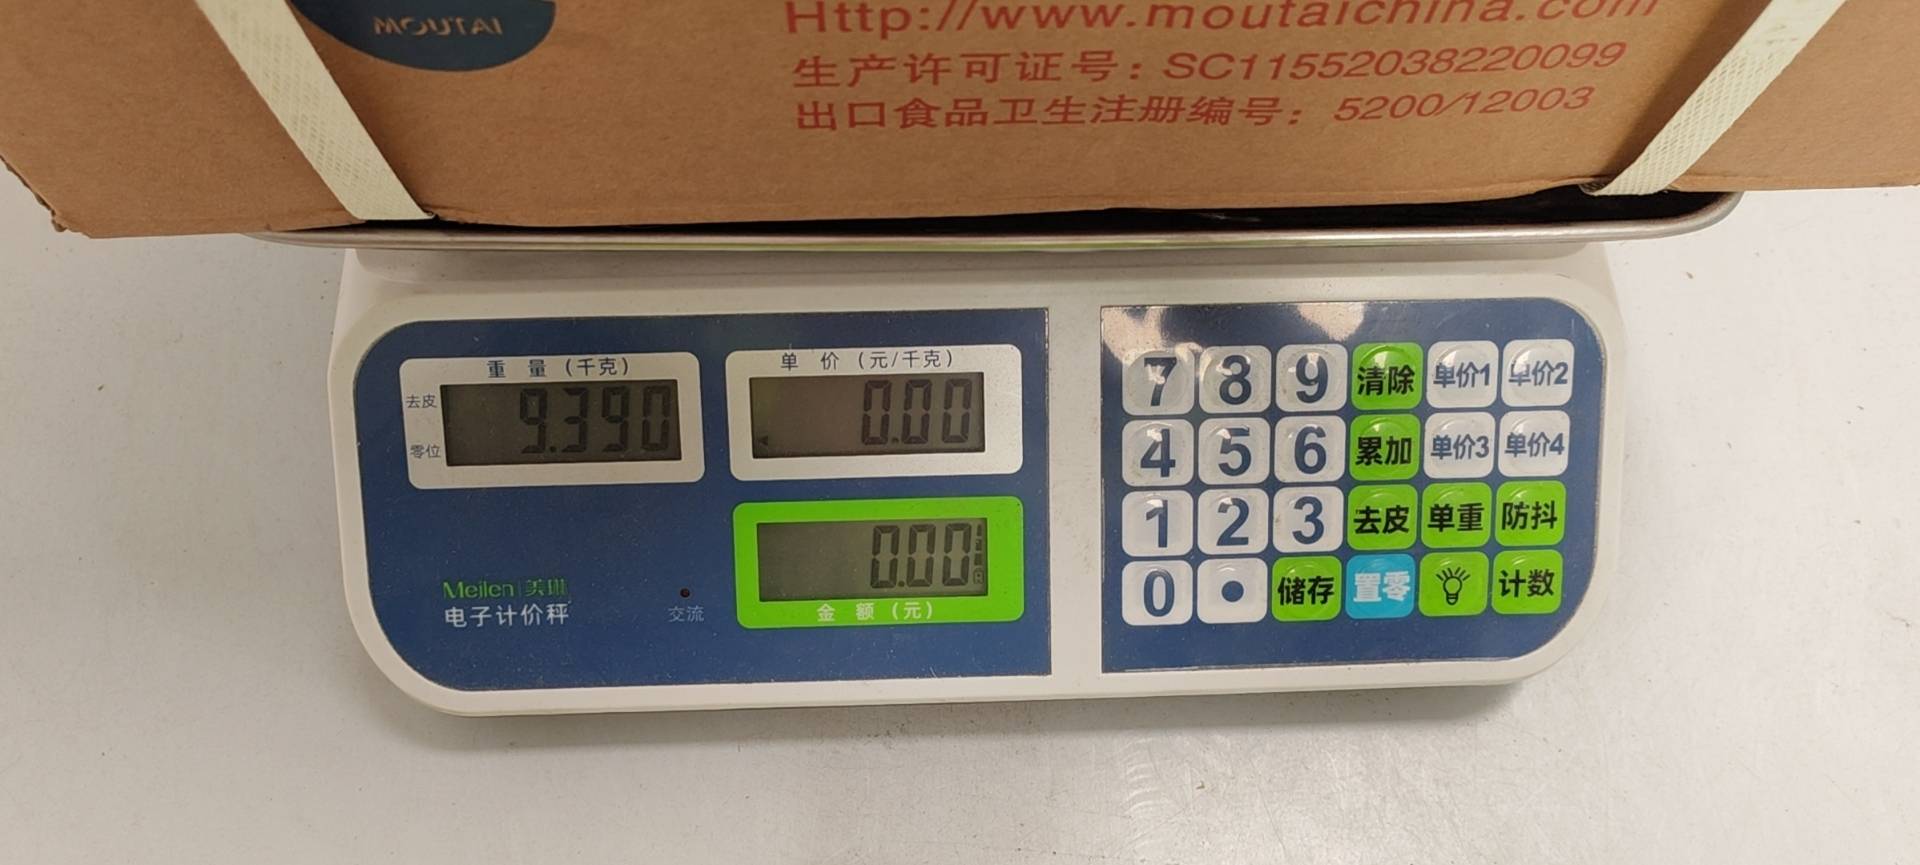 MOUTAI
Http://www.moutaichina.com
生产许可证号：SC11552038220099
出口食品卫生注册编号：5200/12003
重 量（千克）
去皮
零位
9.390
单 价（元/千克）
0.00
0.00
金 额（元）
Meilen 美琳
电子计价秤
交流
7 8 9 清除 单价1 单价2
4 5 6 累加 单价3 单价4
1 2 3 去皮 单重 防抖
0 • 储存 置零 计数